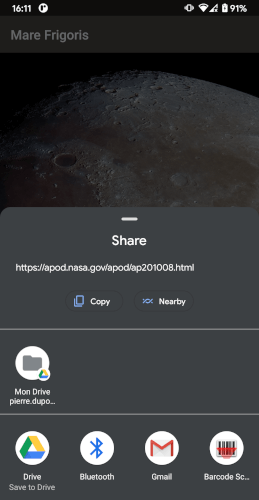 16:11
91%
Mare Frigoris
Share
https://apod.nasa.gov/apod/ap201008.html
Copy
Nearby
Mon Drive
pierre.dupo...
Drive
Save to Drive
Bluetooth
Gmail
Barcode Sc...